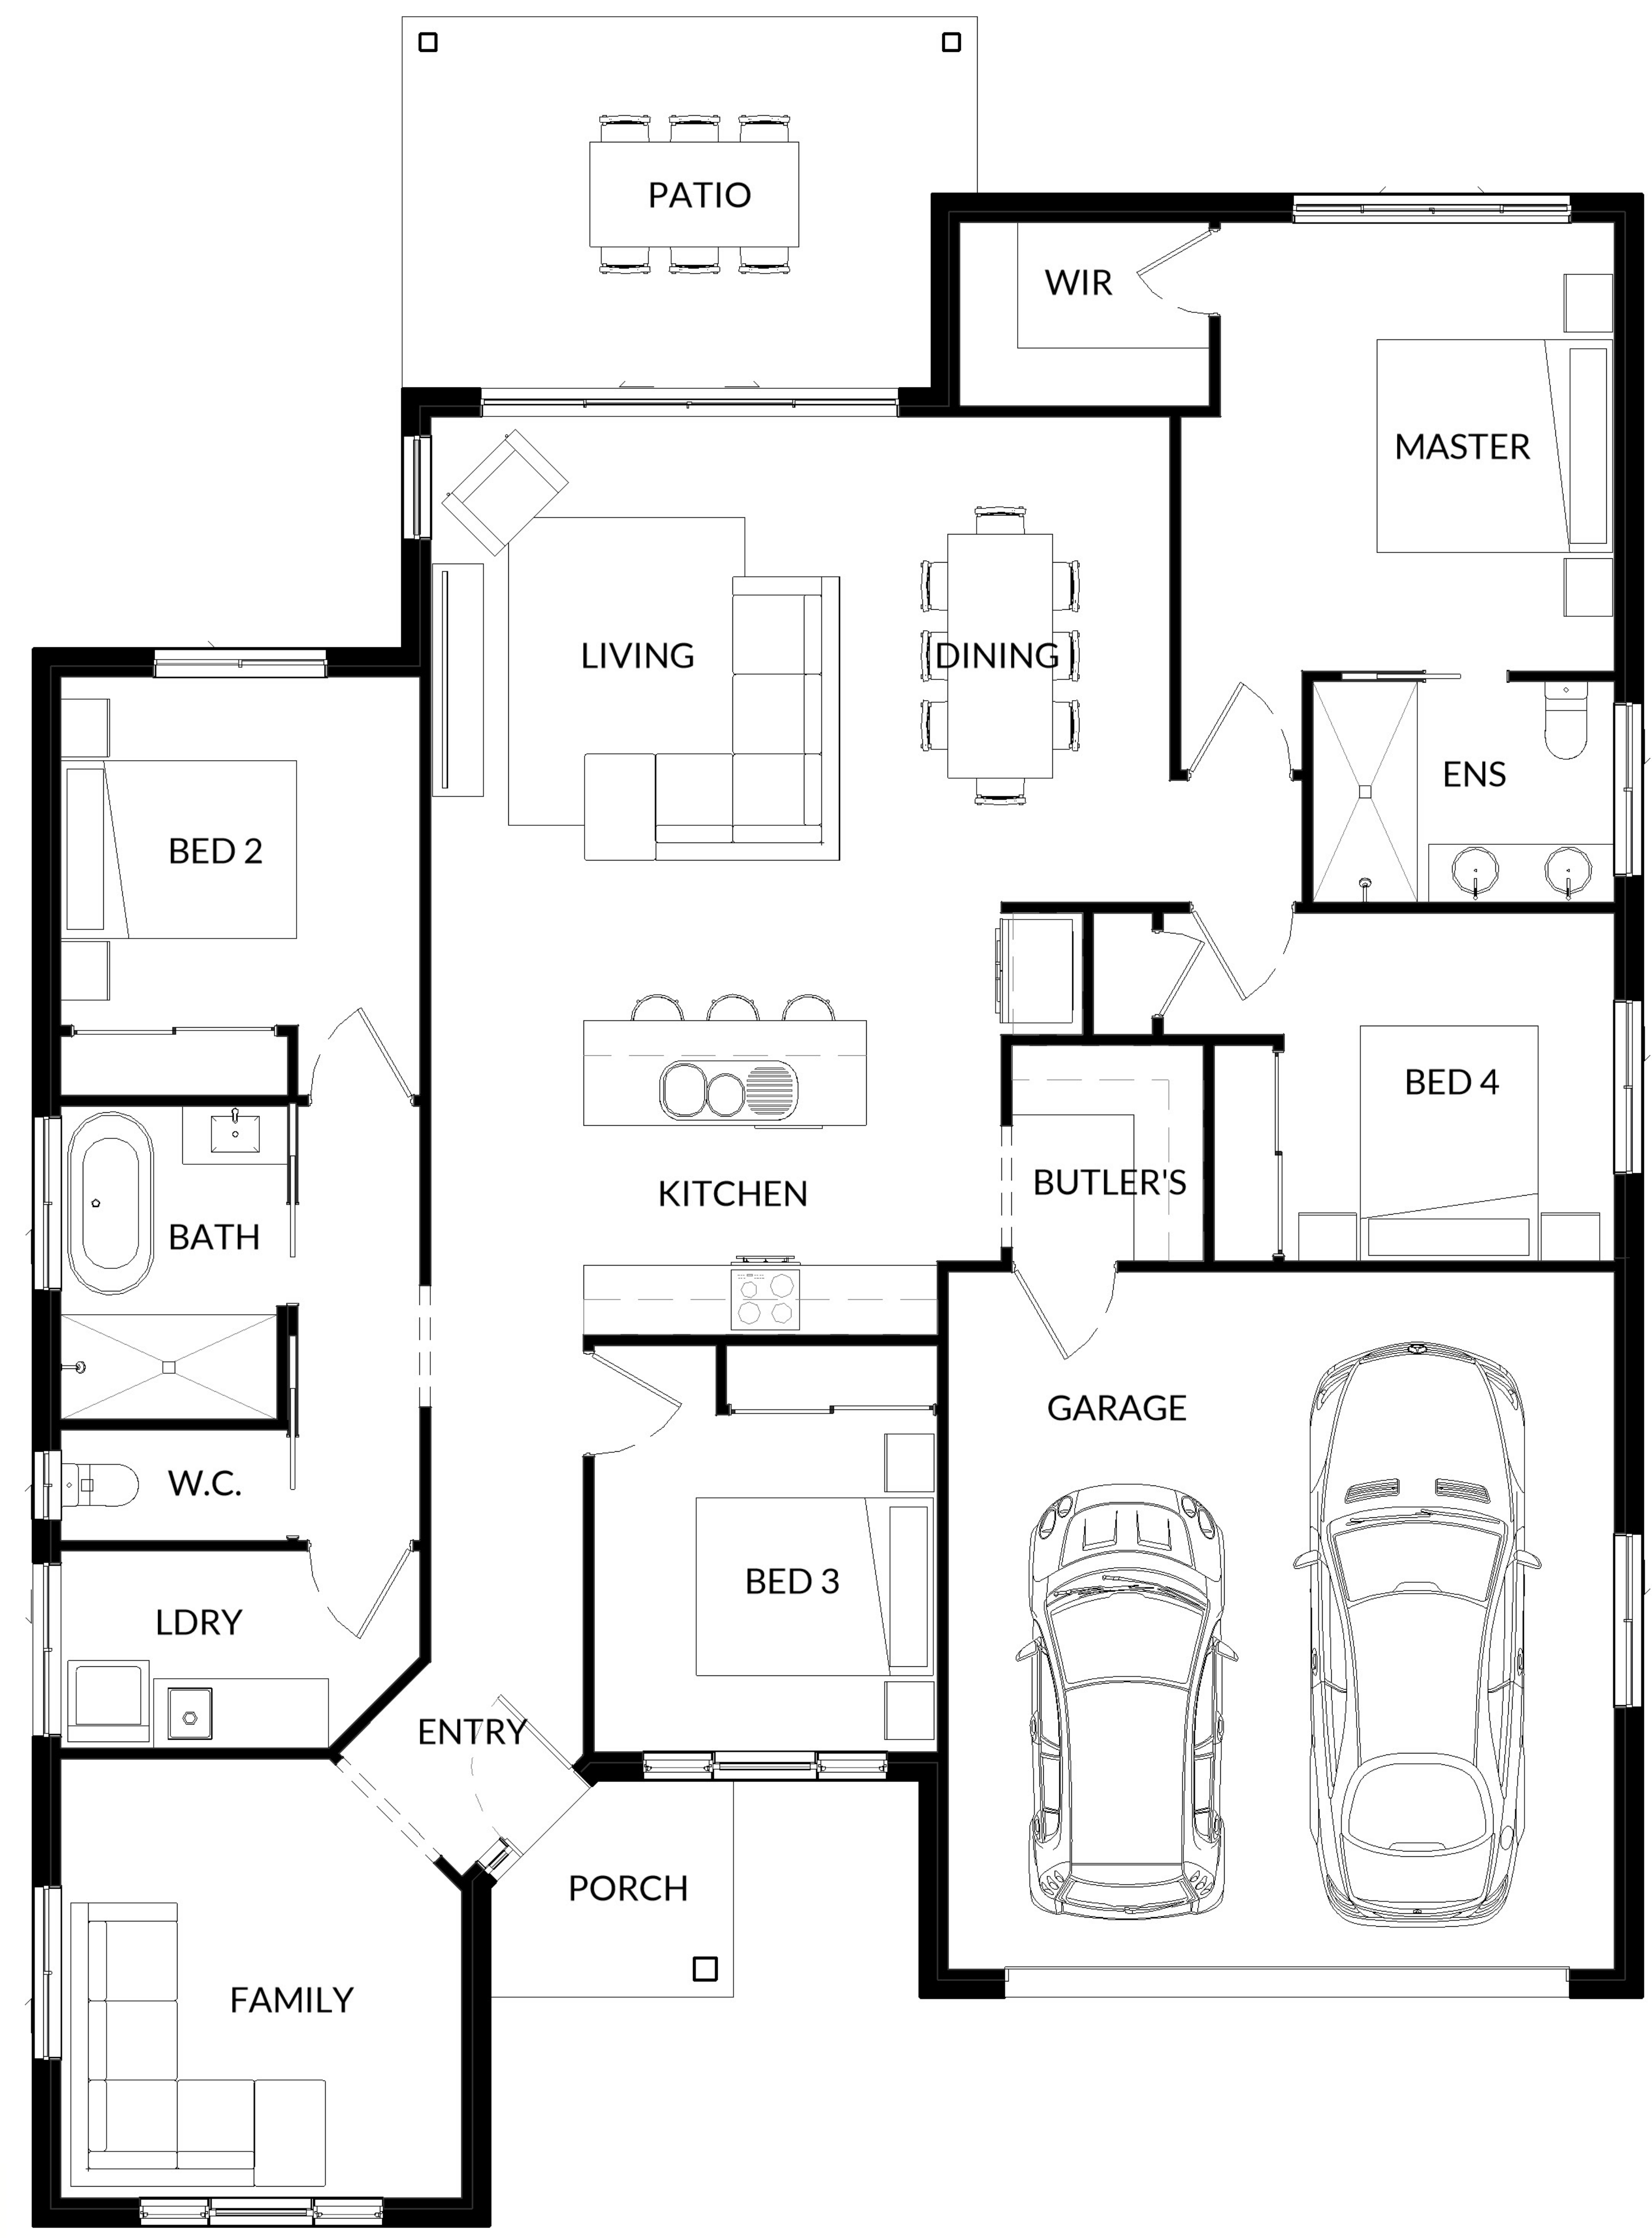 PATIO
WIR
MASTER
LIVING
DINING
ENS
BED 2
BED 4
BUTLER'S
KITCHEN
BATH
GARAGE
W.C.
BED 3
LDRY
ENTRY
PORCH
FAMILY